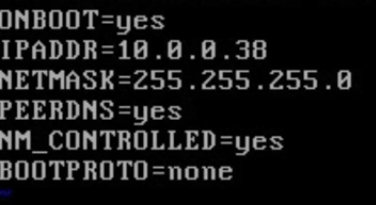 ONBOOT=yes
IPADDR=10.0.0.38
NETMASK=255.255.255.0
PEERDNS=yes
NM_CONTROLLED=yes
BOOTPROTO=none
~